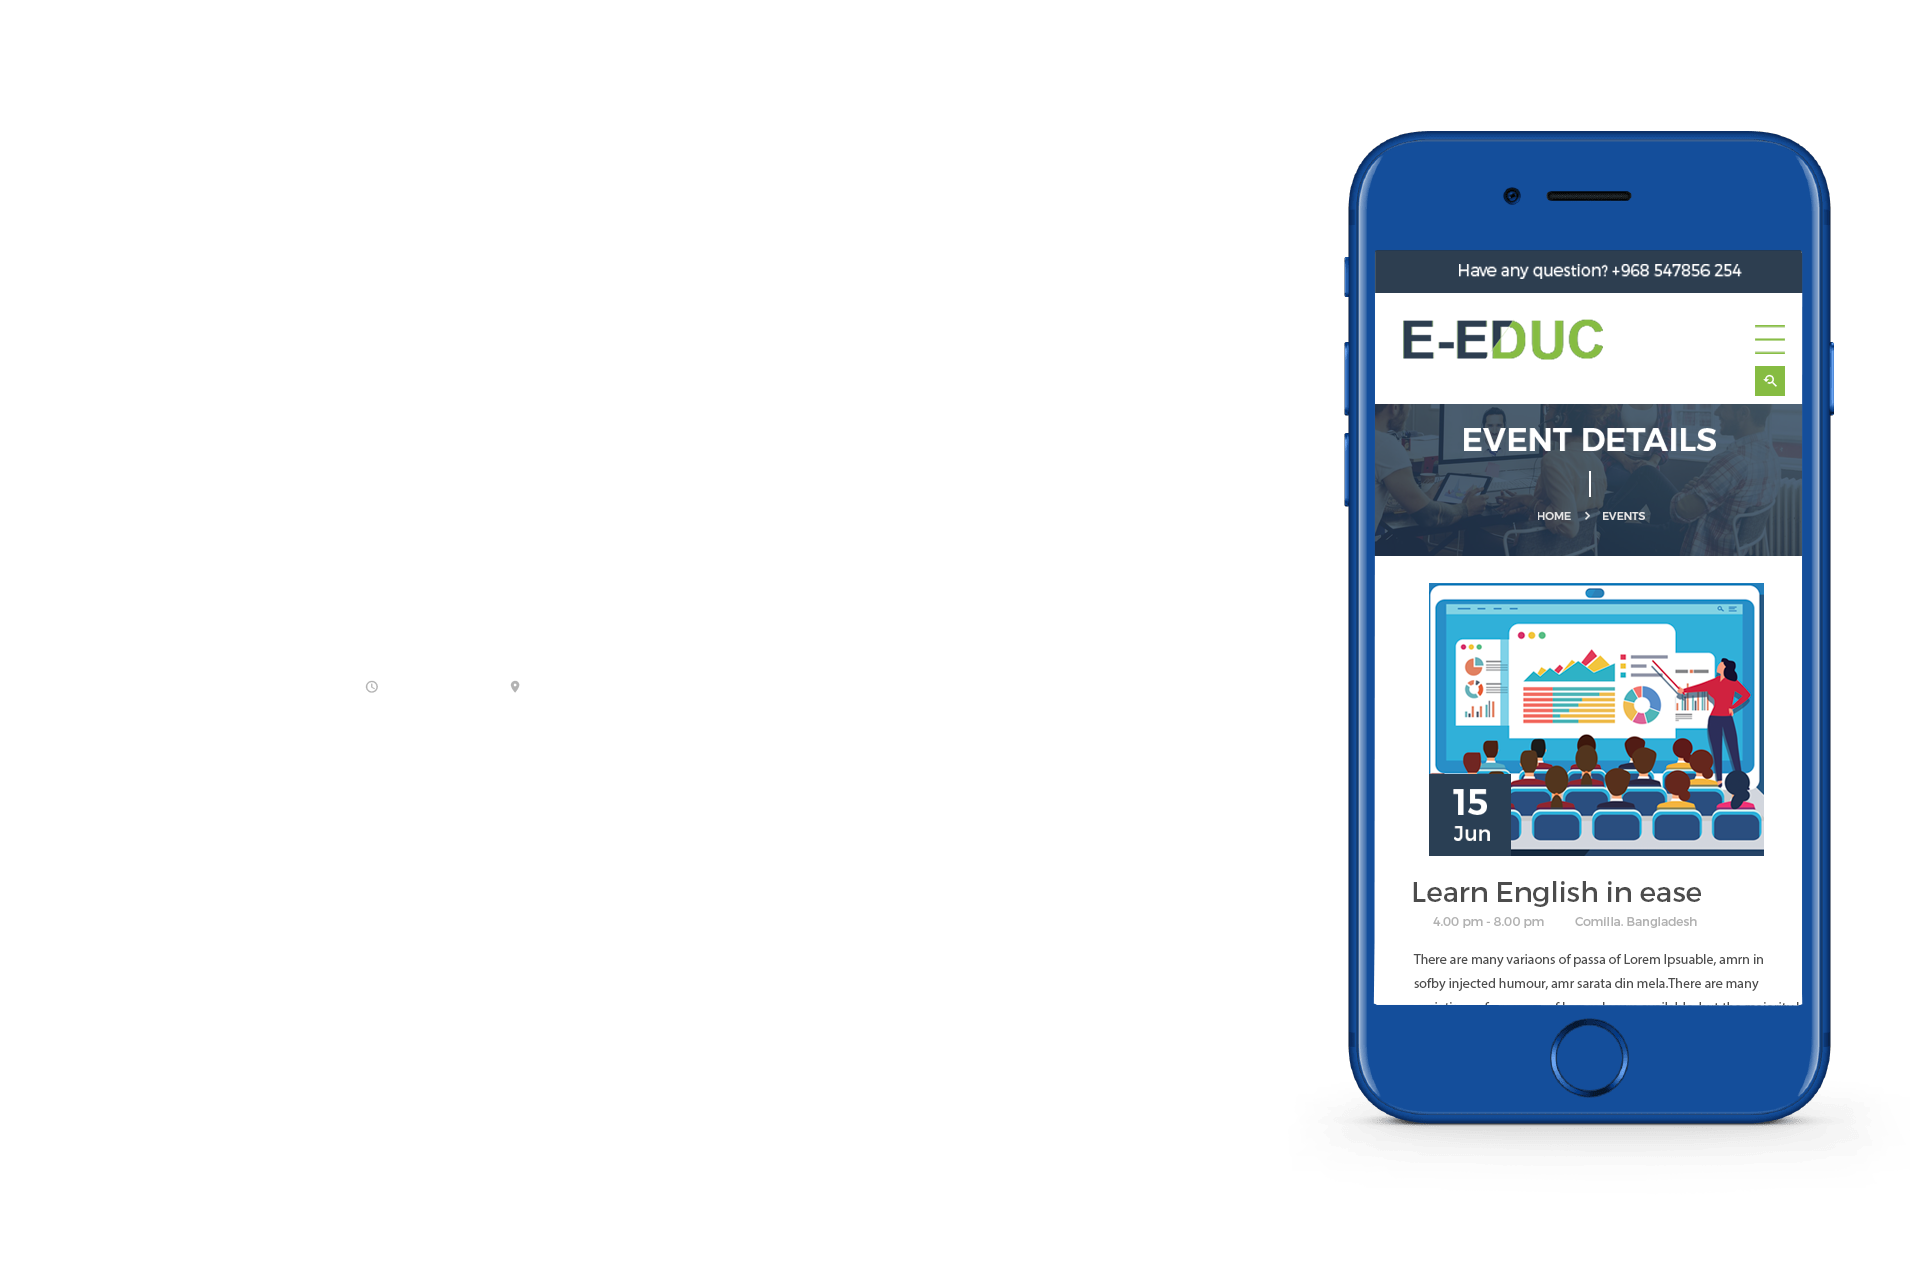 Have any question? +968 547856 254
E-EDUC
EVENT DETAILS
HOME > EVENTS
15
Jun
Learn English in ease
4.00 pm - 8.00 pm Comilla. Bangladesh
There are many variaons of passa of Lorem Ipsuable, amrn in
sofby injected humour, amr sarata din mela.There are many